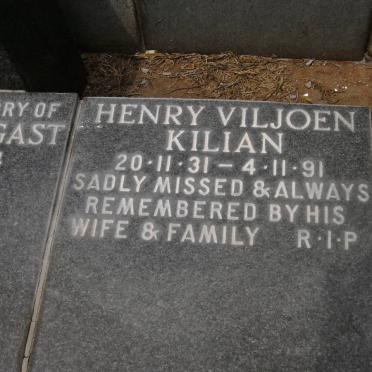 RY OF
GAST
HENRY VILJOEN
KILIAN
20·11·31 – 4·11·91
SADLY MISSED & ALWAYS
REMEMBERED BY HIS
WIFE & FAMILY R·I·P